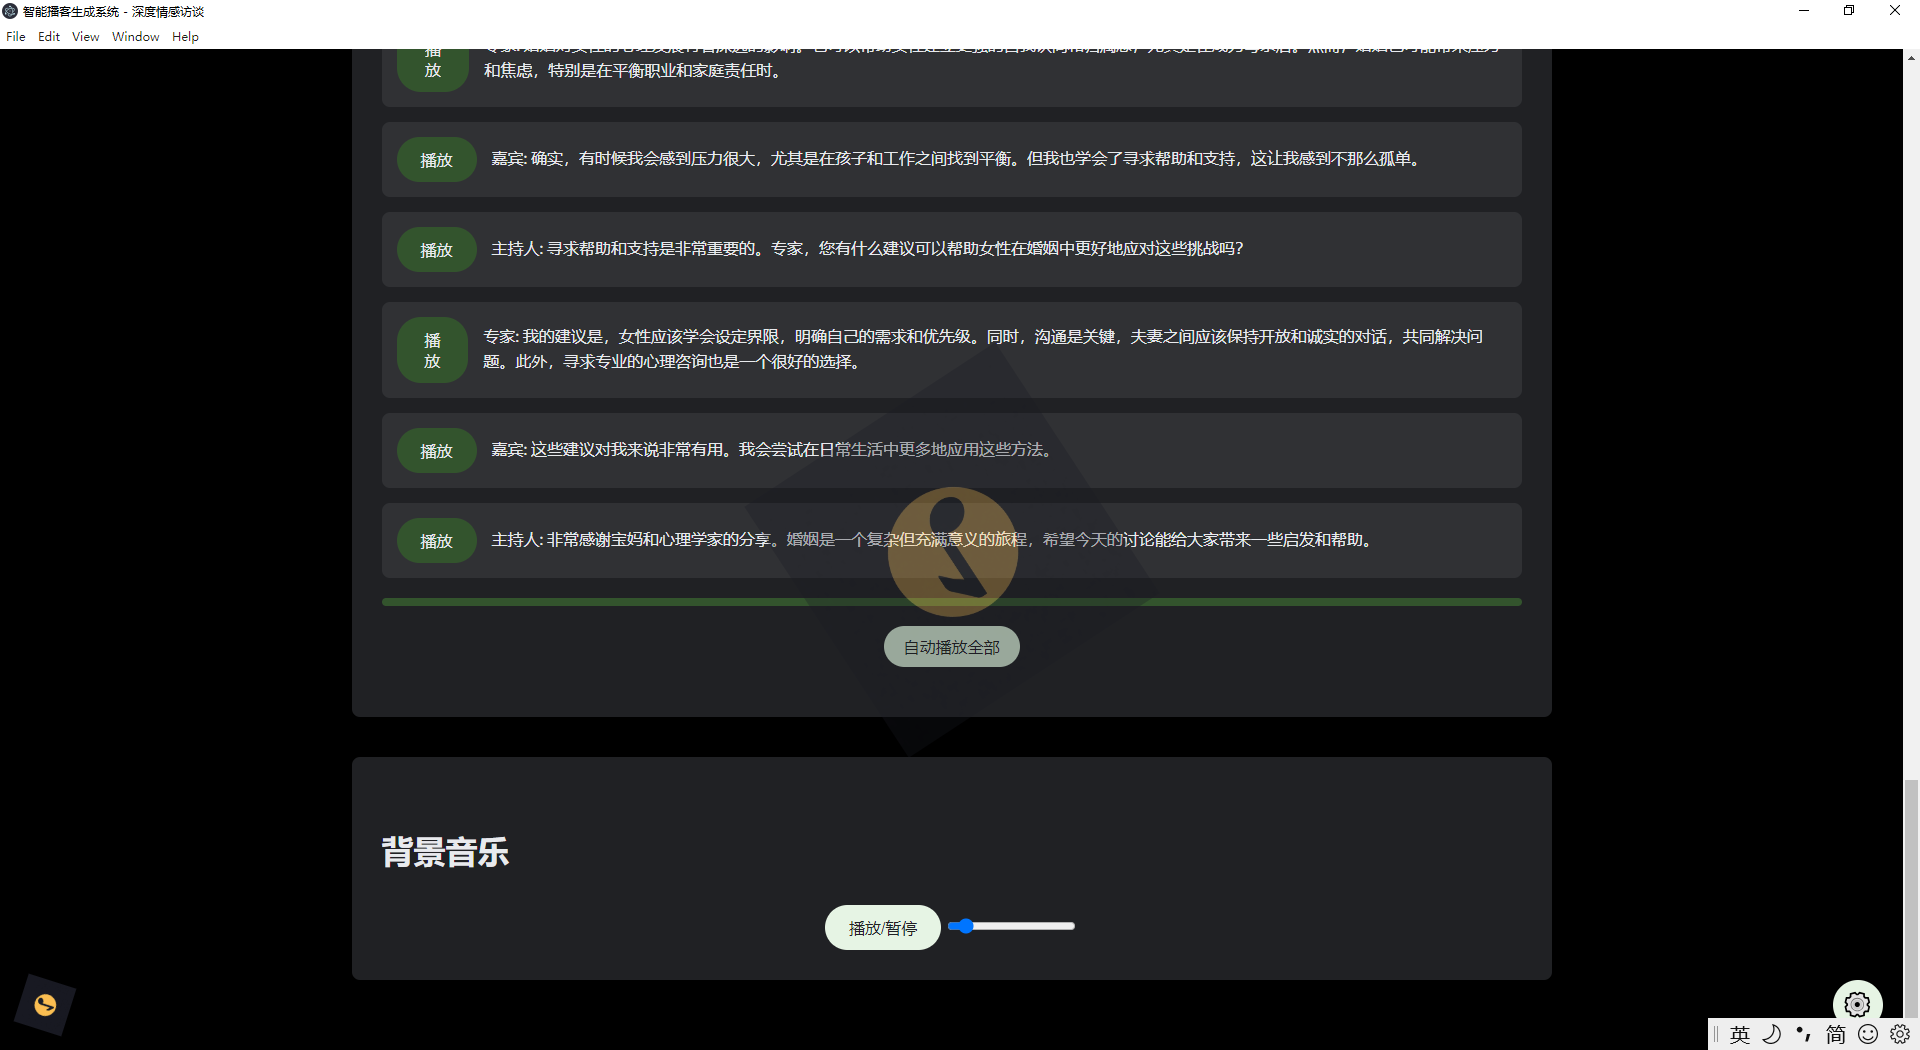 智能播客生成系统 - 深度情感访谈
File Edit View Window Help
播放
和焦虑，特别是在平衡职业和家庭责任时。
播放 嘉宾: 确实，有时候我会感到压力很大，尤其是在孩子和工作之间找到平衡。但我也学会了寻求帮助和支持，这让我感到不那么孤单。
播放 主持人: 寻求帮助和支持是非常重要的。专家，您有什么建议可以帮助女性在婚姻中更好地应对这些挑战吗？
播放 专家: 我的建议是，女性应该学会设定界限，明确自己的需求和优先级。同时，沟通是关键，夫妻之间应该保持开放和诚实的对话，共同解决问
题。此外，寻求专业的心理咨询也是一个很好的选择。
播放 嘉宾: 这些建议对我来说非常有用。我会尝试在日常生活中更多地应用这些方法。
播放 主持人: 非常感谢宝妈和心理学家的分享。婚姻是一个复杂但充满意义的旅程，希望今天的讨论能给大家带来一些启发和帮助。
自动播放全部
背景音乐
播放/暂停
英 简